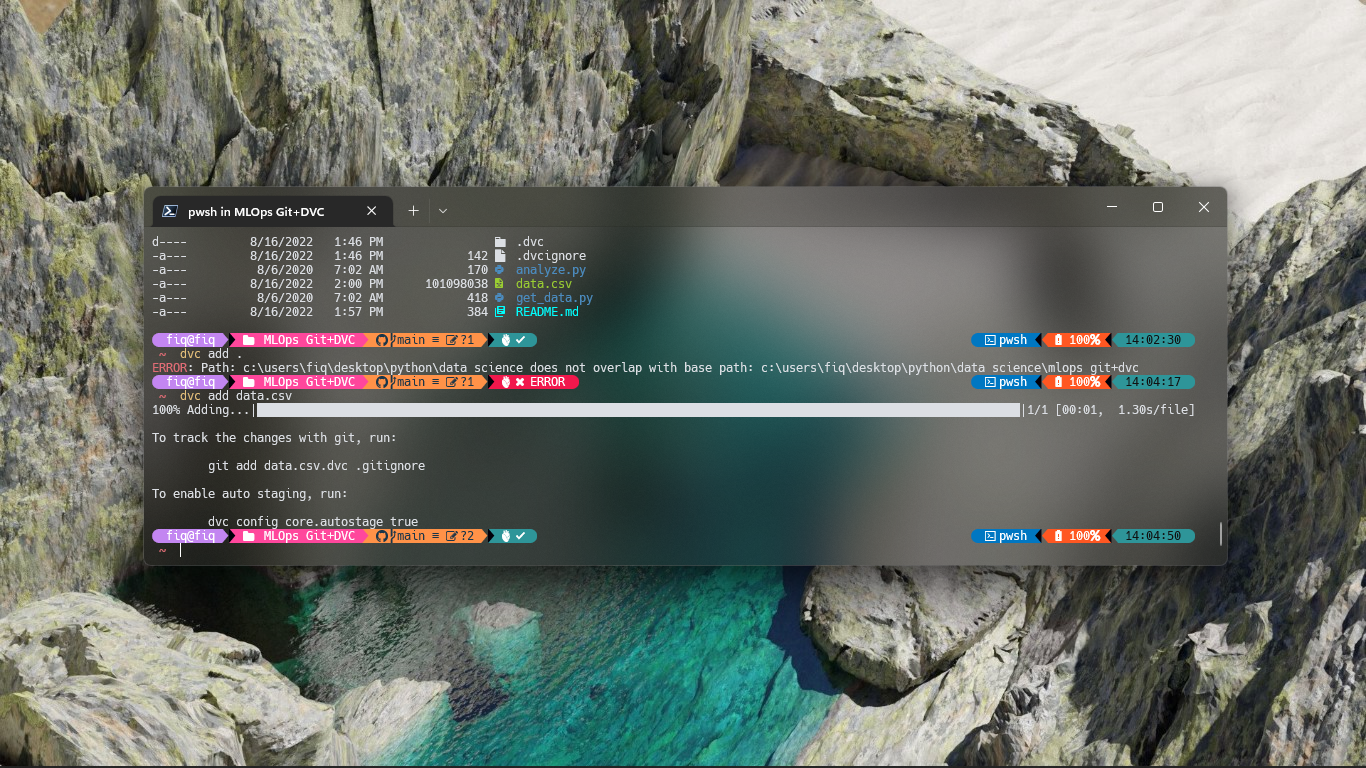 pwsh in MLOps Git+DVC
d---- 8/16/2022 1:46 PM .dvc
-a--- 8/16/2022 1:46 PM 142 .dvcignore
-a--- 8/6/2020 7:02 AM 170 analyze.py
-a--- 8/16/2022 2:00 PM 101098038 data.csv
-a--- 8/6/2020 7:02 AM 418 get_data.py
-a--- 8/16/2022 1:57 PM 384 README.md
fiq@fiq MLOps Git+DVC main ≡ ?1 ✔ pwsh 100% 14:02:30
~ dvc add .
ERROR: Path: c:\users\fiq\desktop\python\data science does not overlap with base path: c:\users\fiq\desktop\python\data science\mlops git+dvc
fiq@fiq MLOps Git+DVC main ≡ ?1 ✖ ERROR pwsh 100% 14:04:17
~ dvc add data.csv
100% Adding...| |1/1 [00:01, 1.30s/file]
To track the changes with git, run:
git add data.csv.dvc .gitignore
To enable auto staging, run:
dvc config core.autostage true
fiq@fiq MLOps Git+DVC main ≡ ?2 ✔ pwsh 100% 14:04:50
~